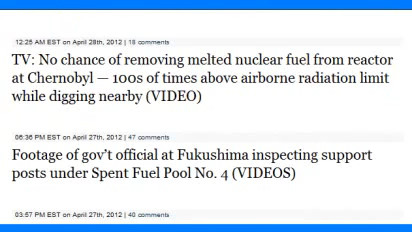 12:25 AM EST on April 28th, 2012 | 18 comments
TV: No chance of removing melted nuclear fuel from reactor
at Chernobyl — 100s of times above airborne radiation limit
while digging nearby (VIDEO)
06:36 PM EST on April 27th, 2012 | 47 comments
Footage of gov't official at Fukushima inspecting support
posts under Spent Fuel Pool No. 4 (VIDEOS)
03:57 PM EST on April 27th, 2012 | 40 comments